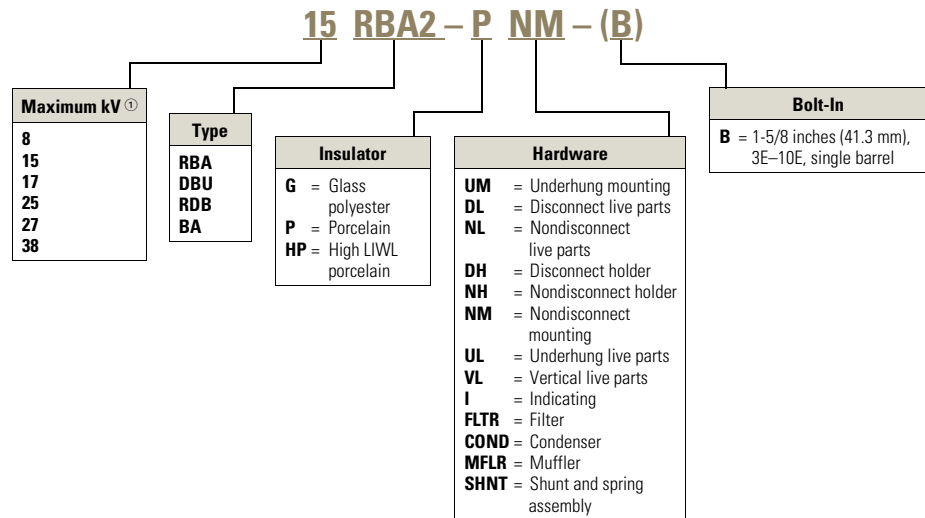 15 RBA2 – P NM – (B)
Maximum kV ①
8
15
17
25
27
38
Type
RBA
DBU
RDB
BA
Insulator
G = Glass
polyester
P = Porcelain
HP = High LIWL
porcelain
Hardware
UM = Underhung mounting
DL = Disconnect live parts
NL = Nondisconnect
live parts
DH = Disconnect holder
NH = Nondisconnect holder
NM = Nondisconnect
mounting
UL = Underhung live parts
VL = Vertical live parts
I = Indicating
FLTR = Filter
COND = Condenser
MFLR = Muffler
SHNT = Shunt and spring
assembly
Bolt-In
B = 1-5/8 inches (41.3 mm),
3E–10E, single barrel